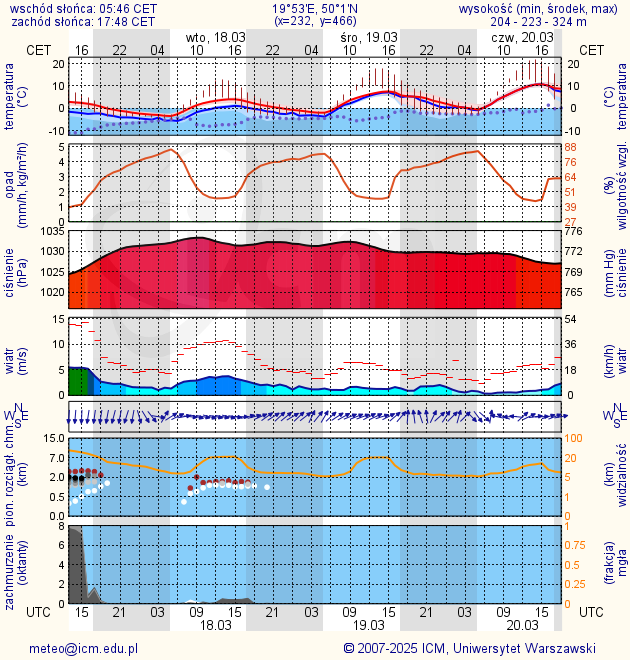 wschód słońca: 05:46 CET 19°53'E, 50°1'N wysokość (min, środek, max)
zachód słońca: 17:48 CET (x=232, y=466) 204 - 223 - 324 m
wto, 18.03 śro, 19.03 czw, 20.03
CET 16 22 04 10 16 22 04 10 16 22 04 10 16 CET
temperatura
(°C)
20
10
0
-10
20
10
0
-10
(°C)
temperatura
opad
(mm/h, kg/m²/h)
5
4
3
2
1
0
88
76
64
51
39
27
(%)
wilgotność wzgl.
ciśnienie
(hPa)
1035
1030
1025
1020
776
772
769
765
(mm Hg)
ciśnienie
wiatr
(m/s)
15
10
5
0
54
36
18
0
(km/h)
wiatr
N
W E
S
N
W E
S
pion. rozciągł. chm.
(km)
15.0
7.0
2.0
0.5
0.0
100
20
5
1
0
(km)
widzialność
zachmurzenie
(oktanty)
8
6
4
2
0
1
0.75
0.5
0.25
0
(frakcja)
mgła
UTC 15 21 03 09 15 21 03 09 15 21 03 09 15 UTC
18.03 19.03 20.03
meteo@icm.edu.pl © 2007-2025 ICM, Uniwersytet Warszawski